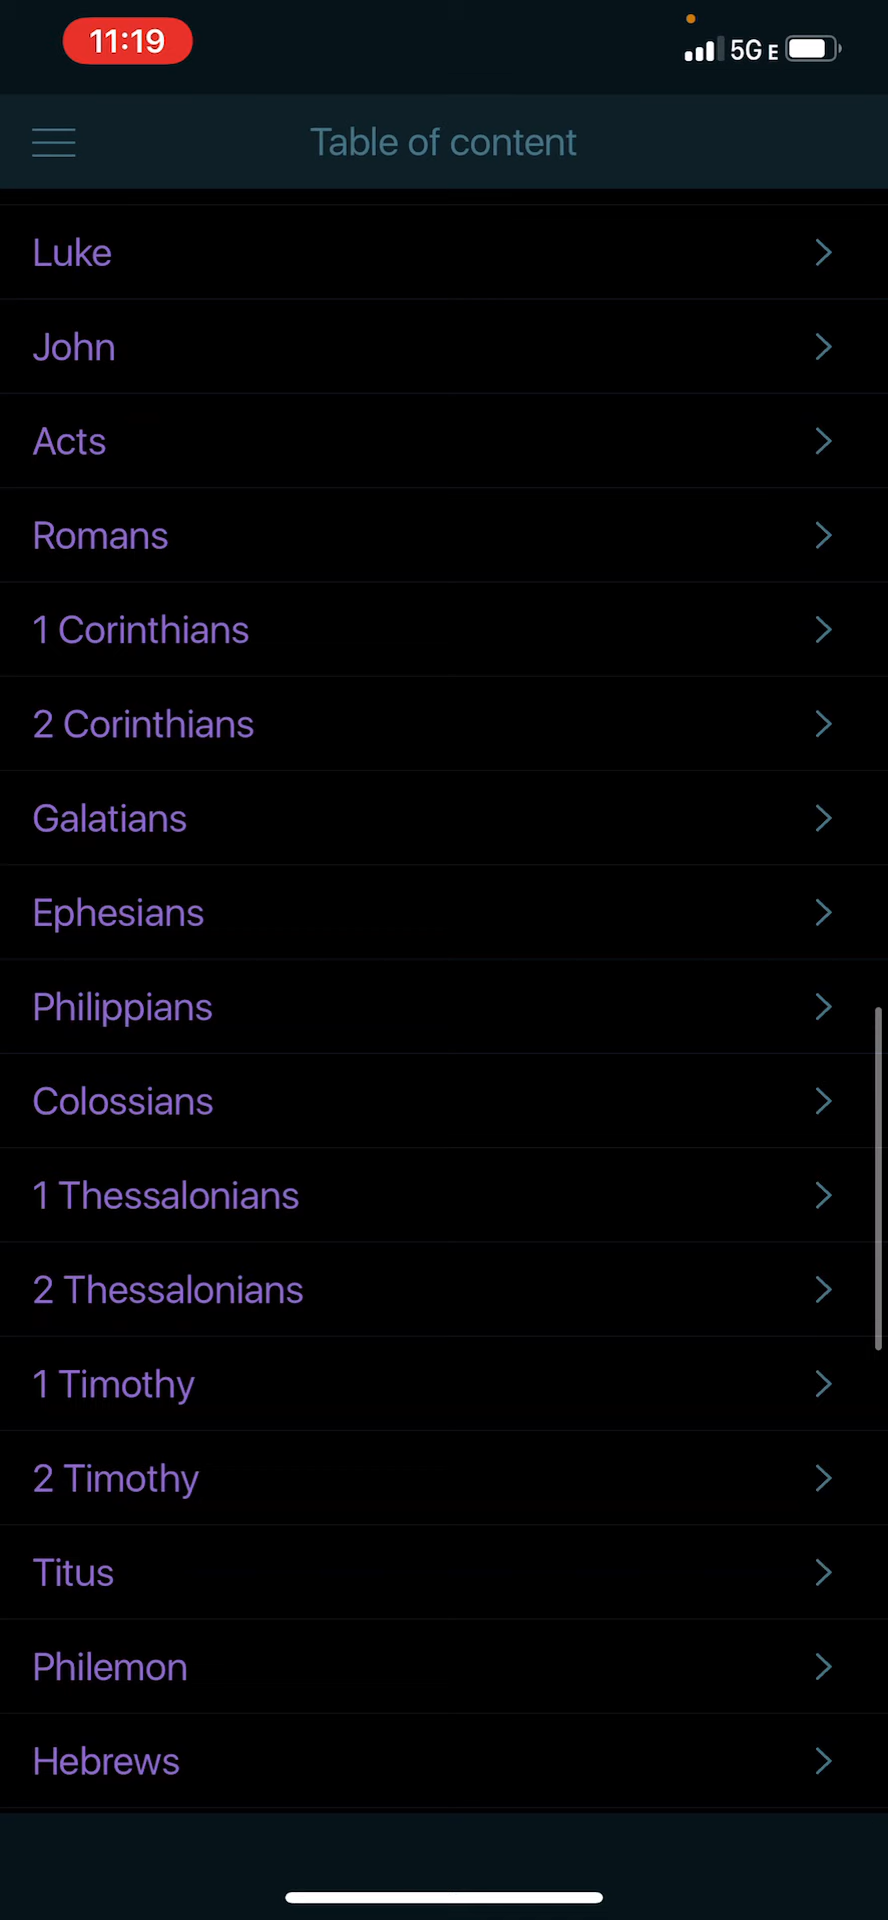 11:19
5G E
Table of content
Luke
John
Acts
Romans
1 Corinthians
2 Corinthians
Galatians
Ephesians
Philippians
Colossians
1 Thessalonians
2 Thessalonians
1 Timothy
2 Timothy
Titus
Philemon
Hebrews